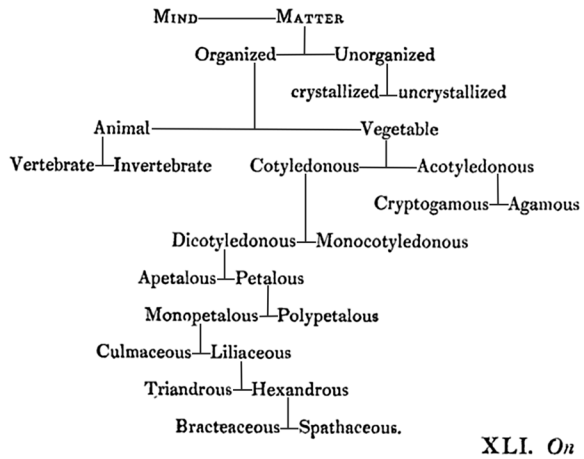 MIND MATTER
Organized Unorganized
crystallized uncrystallized
Animal Vegetable
Vertebrate Invertebrate Cotyledonous Acotyledonous
Cryptogamous Agamous
Dicotyledonous Monocotyledonous
Apetalous Petalous
Monopetalous Polypetalous
Culmaceous Liliaceous
Triandrous Hexandrous
Bracteaceous Spathaceous.
XLI. On